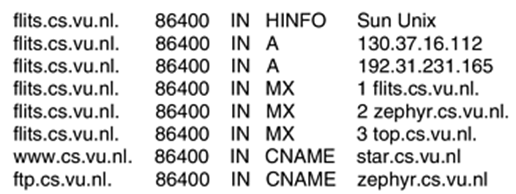 flits.cs.vu.nl. 86400 IN HINFO Sun Unix
flits.cs.vu.nl. 86400 IN A 130.37.16.112
flits.cs.vu.nl. 86400 IN A 192.31.231.165
flits.cs.vu.nl. 86400 IN MX 1 flits.cs.vu.nl.
flits.cs.vu.nl. 86400 IN MX 2 zephyr.cs.vu.nl.
flits.cs.vu.nl. 86400 IN MX 3 top.cs.vu.nl.
www.cs.vu.nl. 86400 IN CNAME star.cs.vu.nl
ftp.cs.vu.nl. 86400 IN CNAME zephyr.cs.vu.nl